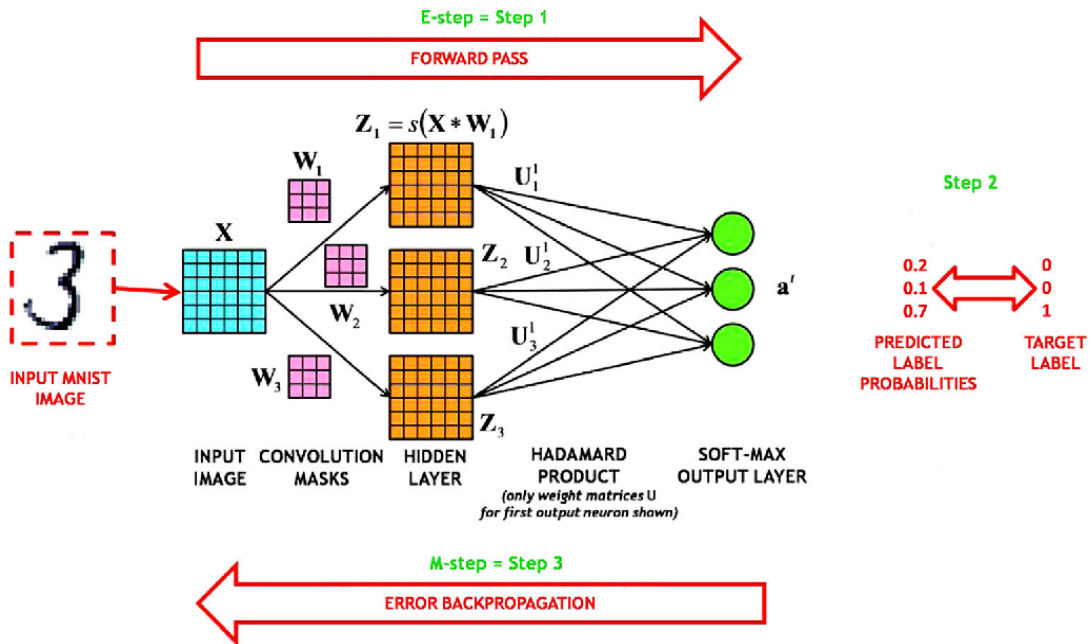 E-step = Step 1
FORWARD PASS
Z₁ = s(X * W₁)
W₁
U₁¹
Step 2
3
X
Z₂
U₂¹
W₂
aᵗ
0.2
0.1
0.7
0
0
1
U₃¹
W₃
Z₃
INPUT MNIST
IMAGE
PREDICTED
LABEL
PROBABILITIES
TARGET
LABEL
INPUT
IMAGE
CONVOLUTION
MASKS
HIDDEN
LAYER
HADAMARD
PRODUCT
(only weight matrices U
for first output neuron shown)
SOFT-MAX
OUTPUT LAYER
M-step = Step 3
ERROR BACKPROPAGATION